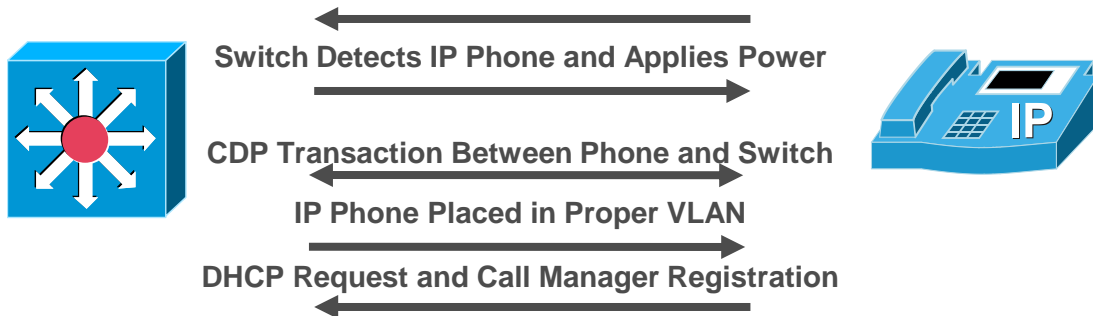 Switch Detects IP Phone and Applies Power
CDP Transaction Between Phone and Switch
IP
IP Phone Placed in Proper VLAN
DHCP Request and Call Manager Registration